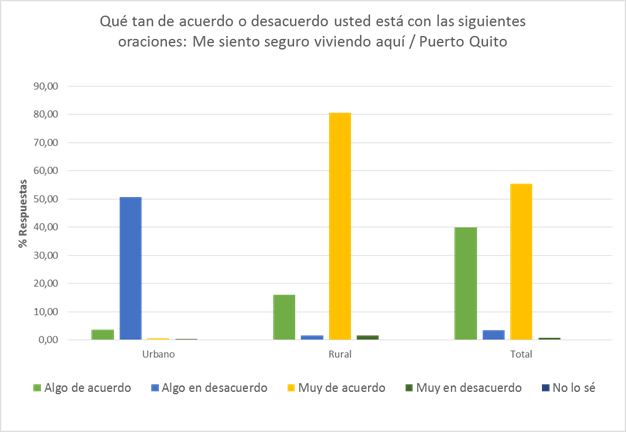 Qué tan de acuerdo o desacuerdo usted está con las siguientes
oraciones: Me siento seguro viviendo aquí / Puerto Quito
90,00
80,00
70,00
60,00
50,00
40,00
30,00
20,00
10,00
0,00
% Respuestas
Urbano Rural Total
Algo de acuerdo Algo en desacuerdo Muy de acuerdo Muy en desacuerdo No lo sé